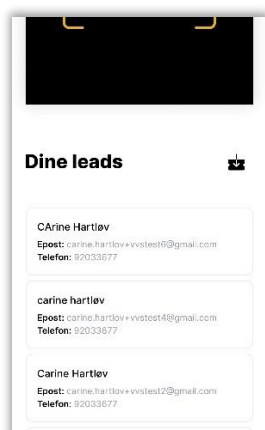 Dine leads
CArine Hartløv
Epost: carine.hartlov+vvstest6@gmail.com
Telefon: 92033677
carine hartløv
Epost: carine.hartlov+vvstest4@gmail.com
Telefon: 92033677
Carine Hartløv
Epost: carine.hartlov+vvstest2@gmail.com
Telefon: 92033677